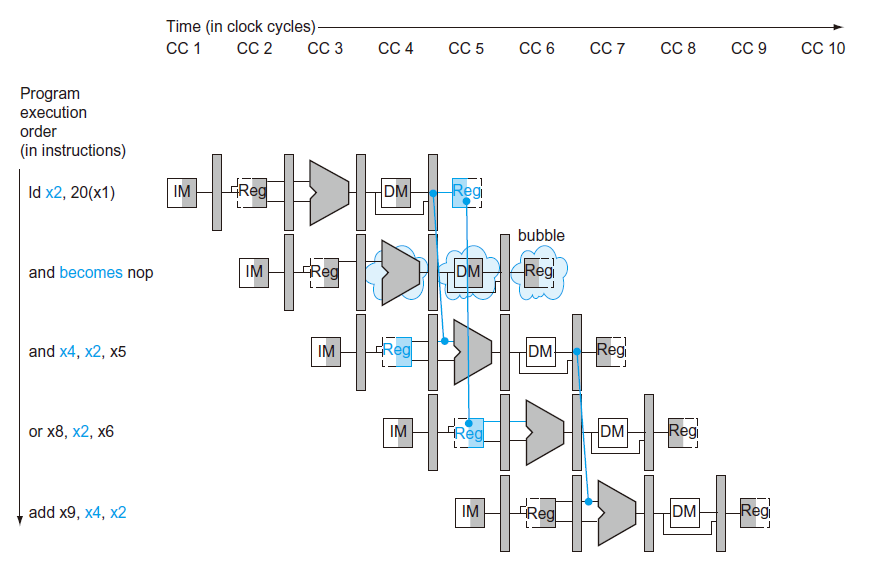 Time (in clock cycles)
CC 1 CC 2 CC 3 CC 4 CC 5 CC 6 CC 7 CC 8 CC 9 CC 10
Program
execution
order
(in instructions)
ld x2, 20(x1)
IM Reg DM Reg
bubble
and becomes nop
IM Reg DM Reg
and x4, x2, x5
IM Reg DM Reg
or x8, x2, x6
IM Reg DM Reg
add x9, x4, x2
IM Reg DM Reg